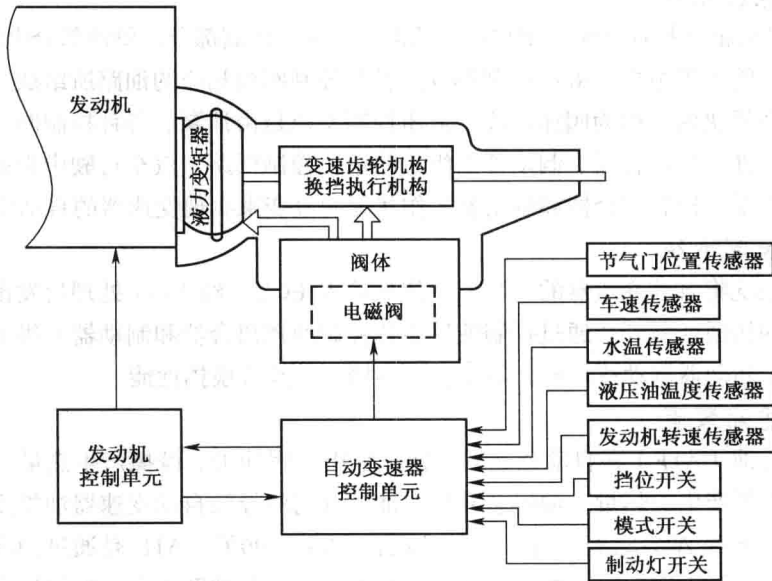 发动机
液力变矩器
变速齿轮机构
换挡执行机构
阀体
电磁阀
节气门位置传感器
车速传感器
水温传感器
液压油温度传感器
发动机转速传感器
挡位开关
模式开关
制动灯开关
发动机
控制单元
自动变速器
控制单元